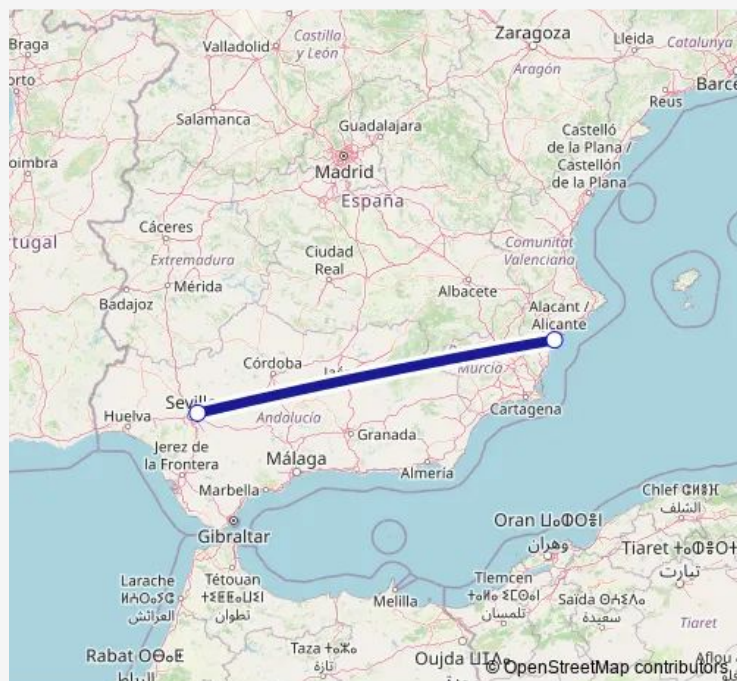 Braga
Valladolid
Castilla
y León
Zaragoza
Lleida
Catalunya
Aragón
Reus
Salamanca
Guadalajara
Madrid
España
Castelló
de la Plana /
Castellón
de la Plana
Cáceres
Extremadura
Ciudad
Real
Comunitat
Valenciana
Mérida
Badajoz
Albacete
Alacant /
Alicante
Córdoba
Murcia
Huelva
Andalucía
Cartagena
Granada
Jerez de
la Frontera
Málaga
Almería
Marbella
Gibraltar
Chlef
الشلف
Oran
وهران
Tiaret
تيارت
Larache
العرائش
Tétouan
تطوان
Melilla
Tlemcen
تلمسان
Saïda
سعيدة
Tiaret
Rabat
الرباط
Taza
تازة
Oujda
© OpenStreetMap contributors